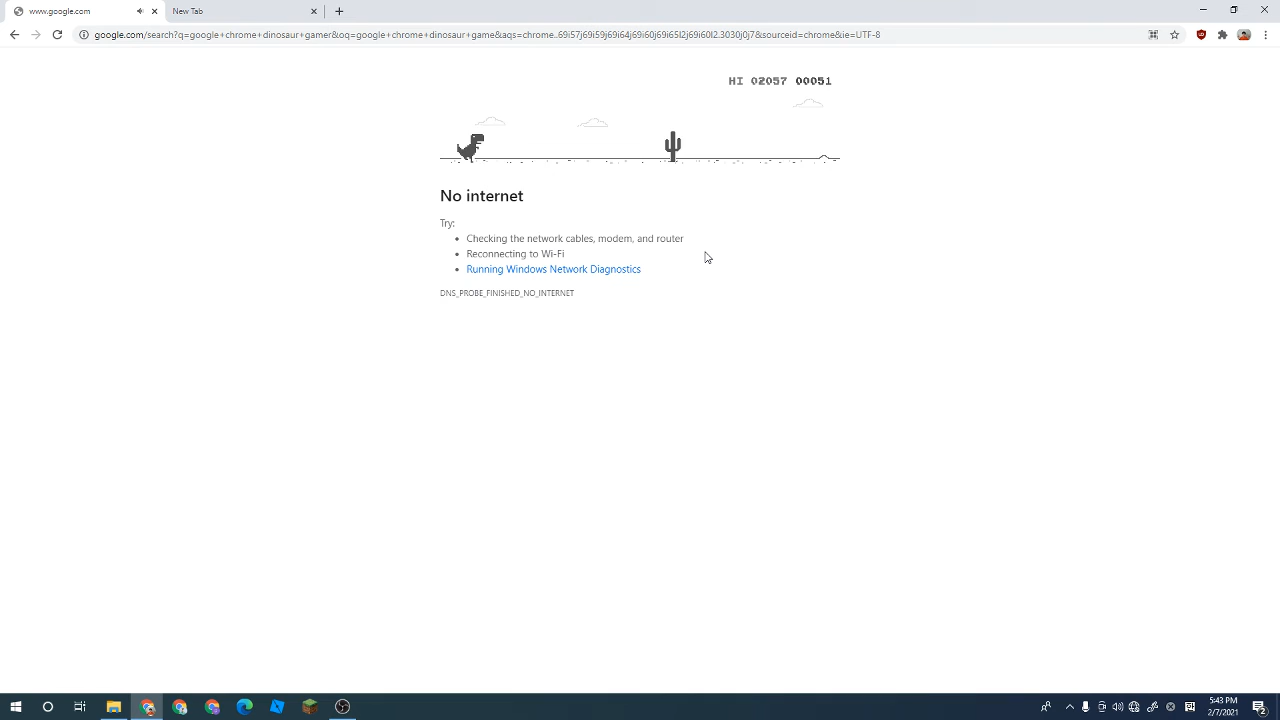 www.google.com
New Tab
google.com/search?q=google+chrome+dinosaur+gamer&oq=google+chrome+dinosaur+game&aqs=chrome..69i57j69i59j69i64j69i60j69i65l2j69i60l2.3030j0j7&sourceid=chrome&ie=UTF-8
HI 02057 00051
No internet
Try:
• Checking the network cables, modem, and router
• Reconnecting to Wi-Fi
• Running Windows Network Diagnostics
DNS_PROBE_FINISHED_NO_INTERNET
5:43 PM
2/7/2021